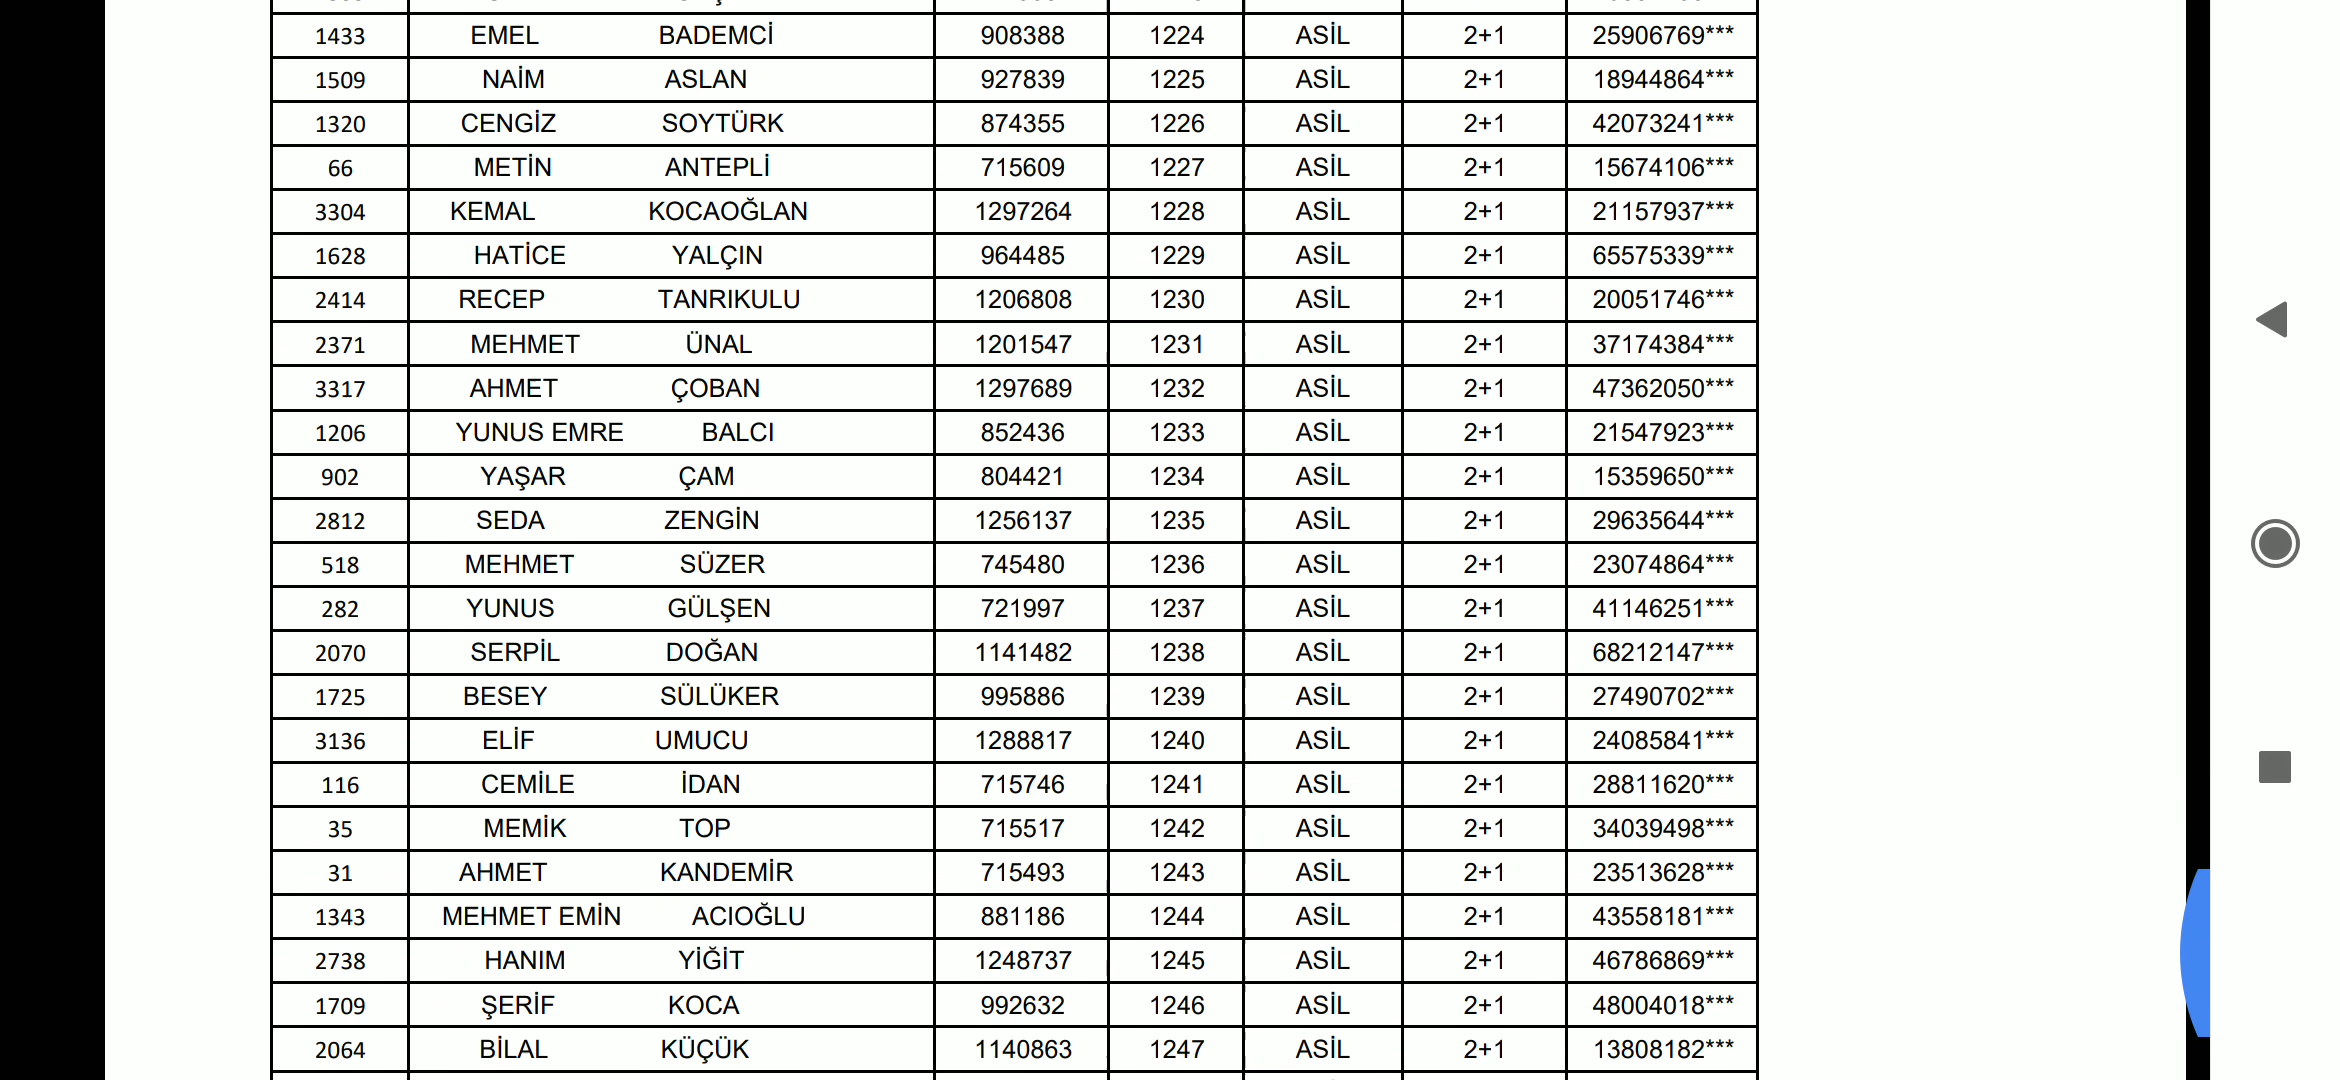 1433 EMEL BADEMCİ 908388 1224 ASİL 2+1 25906769***
1509 NAİM ASLAN 927839 1225 ASİL 2+1 18944864***
1320 CENGİZ SOYTÜRK 874355 1226 ASİL 2+1 42073241***
66 METİN ANTEPLİ 715609 1227 ASİL 2+1 15674106***
3304 KEMAL KOCAOĞLAN 1297264 1228 ASİL 2+1 21157937***
1628 HATİCE YALÇIN 964485 1229 ASİL 2+1 65575339***
2414 RECEP TANRIKULU 1206808 1230 ASİL 2+1 20051746***
2371 MEHMET ÜNAL 1201547 1231 ASİL 2+1 37174384***
3317 AHMET ÇOBAN 1297689 1232 ASİL 2+1 47362050***
1206 YUNUS EMRE BALCI 852436 1233 ASİL 2+1 21547923***
902 YAŞAR ÇAM 804421 1234 ASİL 2+1 15359650***
2812 SEDA ZENGİN 1256137 1235 ASİL 2+1 29635644***
518 MEHMET SÜZER 745480 1236 ASİL 2+1 23074864***
282 YUNUS GÜLŞEN 721997 1237 ASİL 2+1 41146251***
2070 SERPİL DOĞAN 1141482 1238 ASİL 2+1 68212147***
1725 BESEY SÜLÜKER 995886 1239 ASİL 2+1 27490702***
3136 ELİF UMUCU 1288817 1240 ASİL 2+1 24085841***
116 CEMİLE İDAN 715746 1241 ASİL 2+1 28811620***
35 MEMİK TOP 715517 1242 ASİL 2+1 34039498***
31 AHMET KANDEMİR 715493 1243 ASİL 2+1 23513628***
1343 MEHMET EMİN ACIOĞLU 881186 1244 ASİL 2+1 43558181***
2738 HANIM YİĞİT 1248737 1245 ASİL 2+1 46786869***
1709 ŞERİF KOCA 992632 1246 ASİL 2+1 48004018***
2064 BİLAL KÜÇÜK 1140863 1247 ASİL 2+1 13808182***